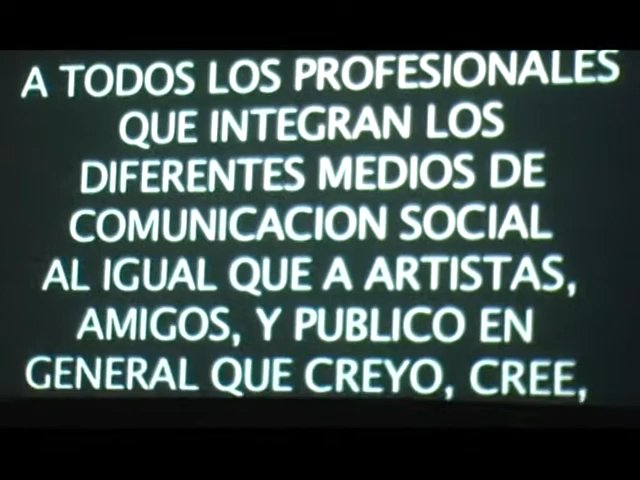 A TODOS LOS PROFESIONALES
QUE INTEGRAN LOS
DIFERENTES MEDIOS DE
COMUNICACION SOCIAL
AL IGUAL QUE A ARTISTAS,
AMIGOS, Y PUBLICO EN
GENERAL QUE CREYO, CREE,